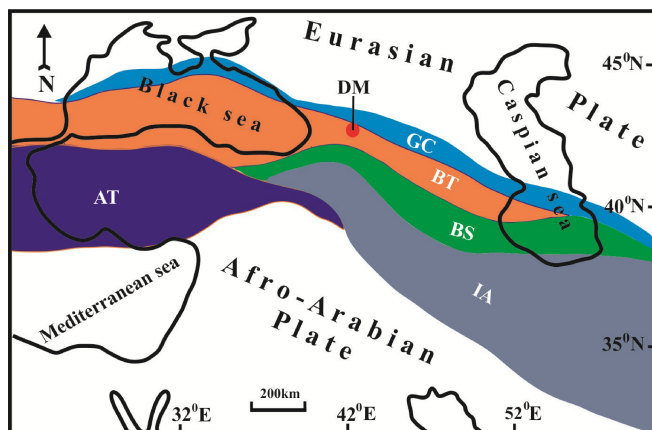 Eurasian
Plate
45⁰N
N
Black sea
DM
Caspian sea
GC
BT
40⁰N
AT
BS
IA
Mediterranean sea
Afro-Arabian
Plate
35⁰N
200km
32⁰E
42⁰E
52⁰E